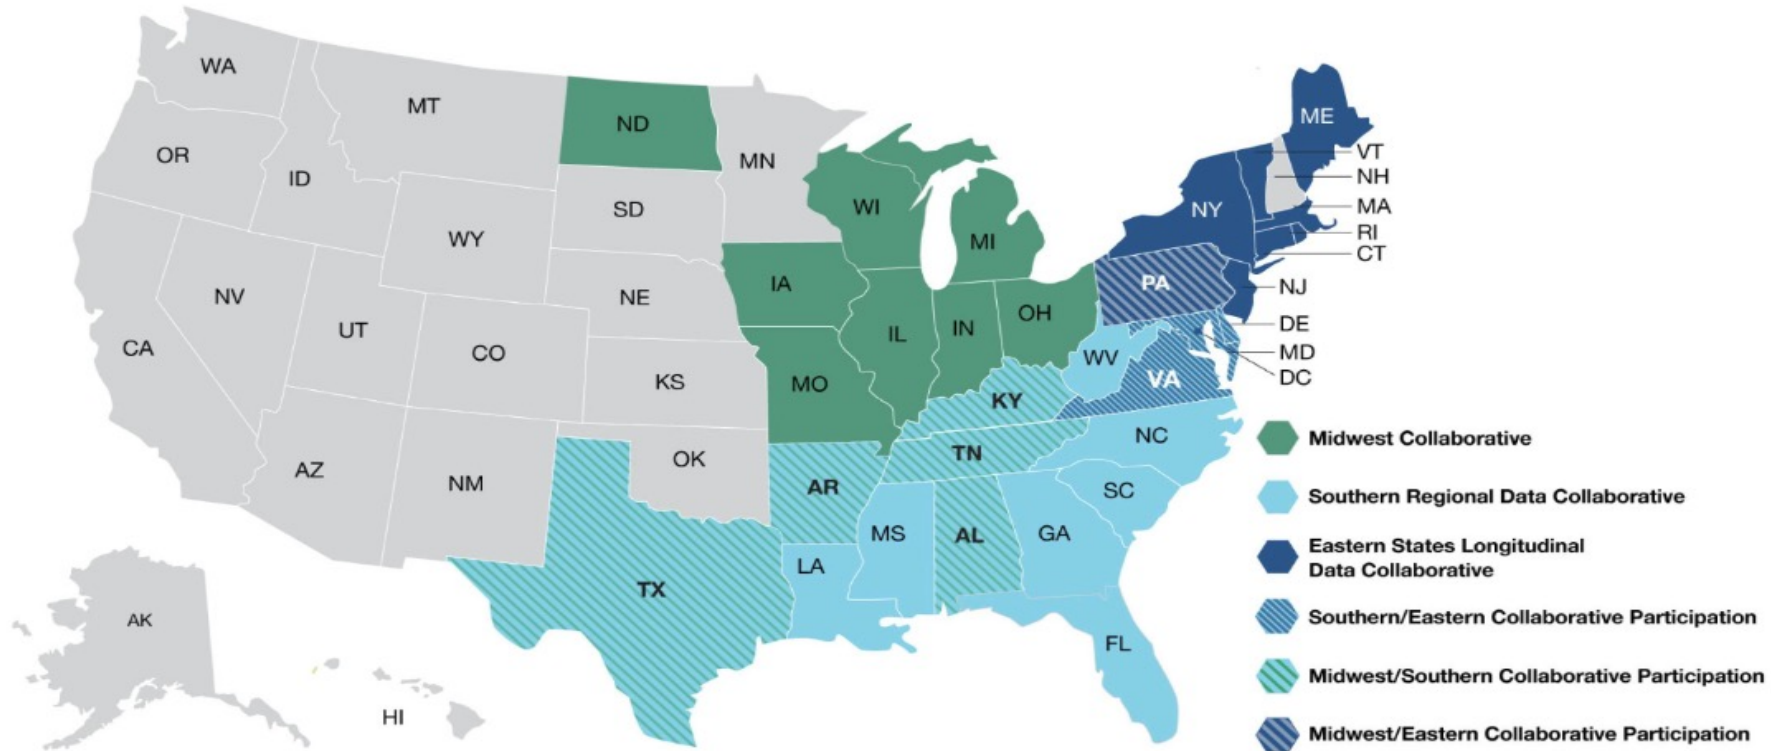 WA
MT
ND
MN
ME
OR
ID
SD
WI
VT
NH
WY
NY
MA
MI
RI
CT
NV
NE
IA
PA
NJ
UT
IL
IN
OH
DE
CA
CO
WV
MD
KS
MO
VA
DC
KY
NC
Midwest Collaborative
AZ
NM
OK
AR
TN
SC
Southern Regional Data Collaborative
MS
AL
GA
Eastern States Longitudinal
Data Collaborative
LA
TX
AK
FL
Southern/Eastern Collaborative Participation
Midwest/Southern Collaborative Participation
HI
Midwest/Eastern Collaborative Participation